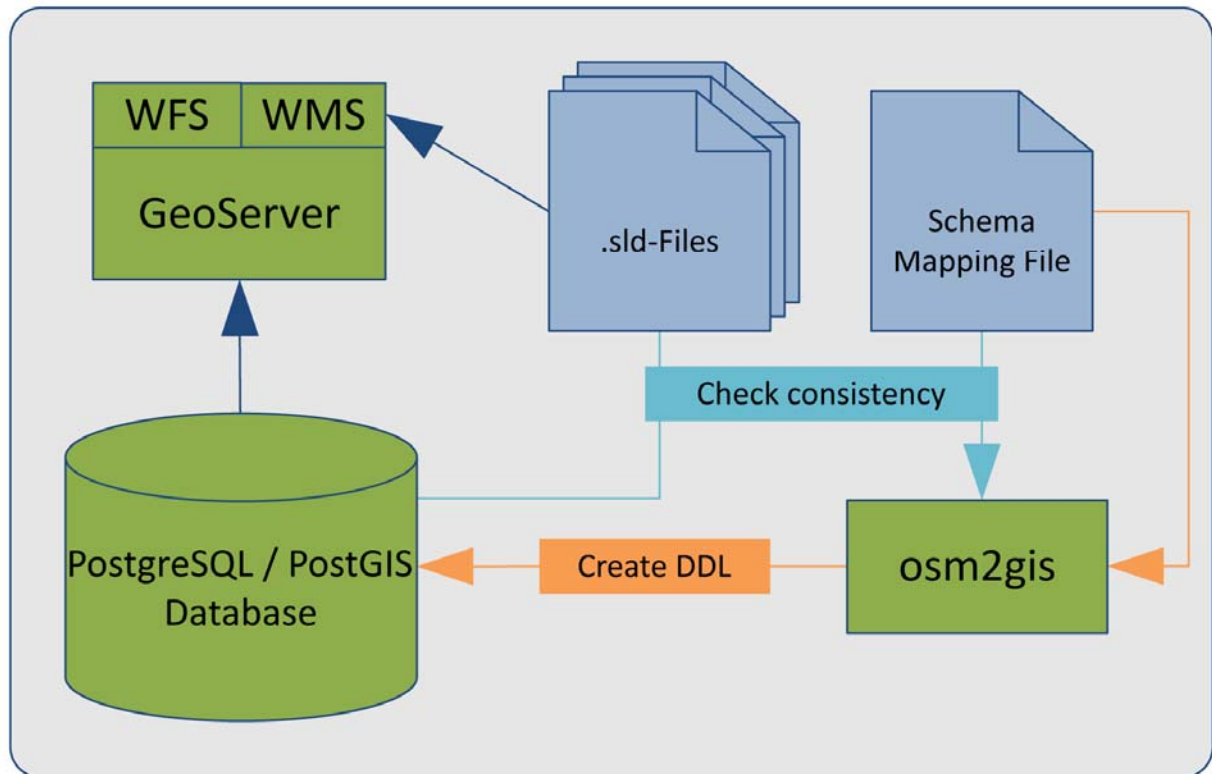 WFS
WMS
GeoServer
.sld-Files
Schema
Mapping File
Check consistency
PostgreSQL / PostGIS
Database
Create DDL
osm2gis